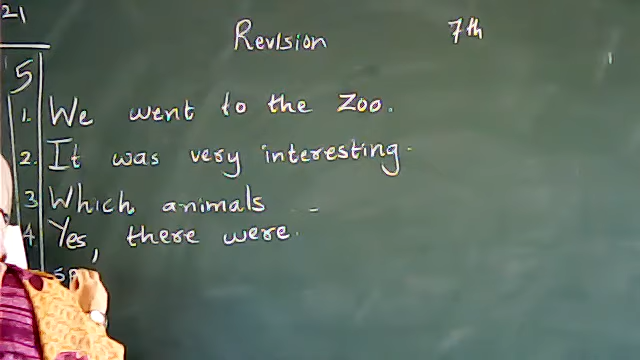 21
Revision 7th
5
1. We went to the Zoo.
2. It was very interesting.
3 Which animals --
4 Yes, there were.
Sp